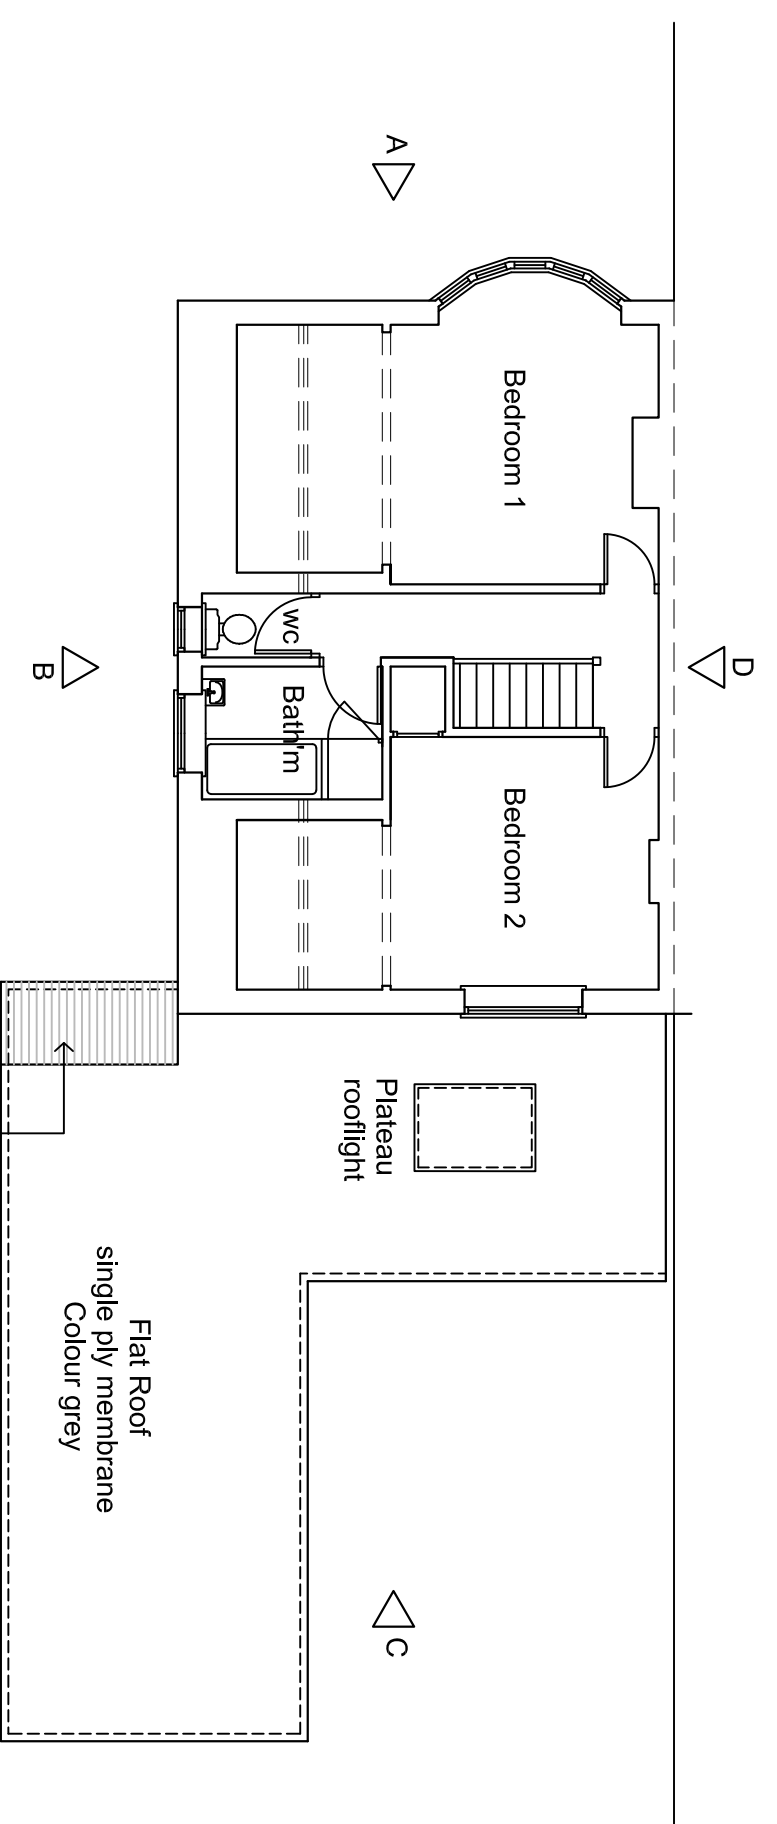 A
D
B
C
Bedroom 1
wc
Bath'm
Bedroom 2
Plateau
rooflight
Flat Roof
single ply membrane
Colour grey